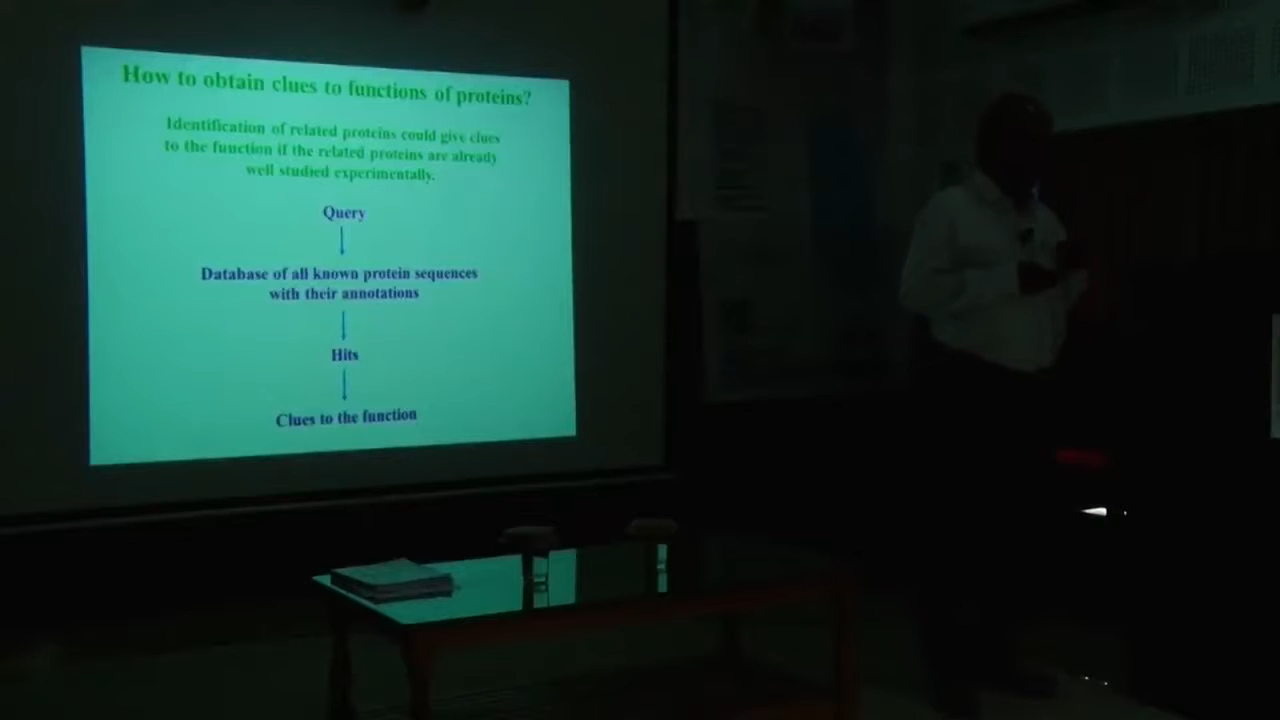 How to obtain clues to functions of proteins?
Identification of related proteins could give clues
to the function if the related proteins are already
well studied experimentally.
Query
Database of all known protein sequences
with their annotations
Hits
Clues to the function